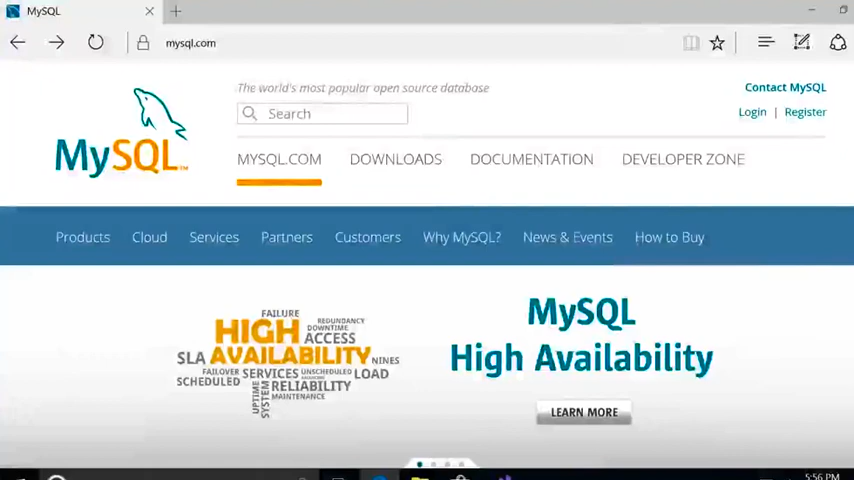 MySQL
mysql.com
The world's most popular open source database
Contact MySQL
Search
Login | Register
MySQL
MYSQL.COM
DOWNLOADS
DOCUMENTATION
DEVELOPER ZONE
Products
Cloud
Services
Partners
Customers
Why MySQL?
News & Events
How to Buy
FAILURE
HIGH
REDUNDANCY
DOWNTIME
ACCESS
SLA
AVAILABILITY
NINES
FAILOVER
SERVICES
UNSCHEDULED
LOAD
SCHEDULED
RELIABILITY
UPTIME
SYSTEM
MAINTENANCE
MySQL
High Availability
LEARN MORE
5:56 PM